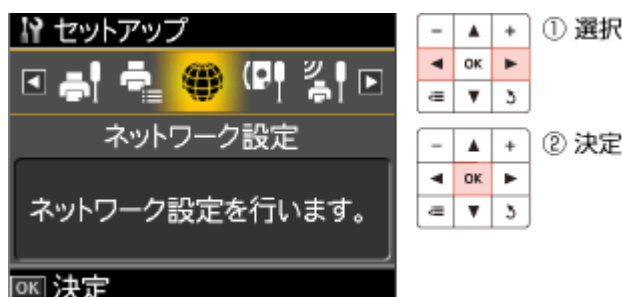 セットアップ
ネットワーク設定
ネットワーク設定を行います。
OK 決定
① 選択
- +
OK
② 決定
- +
OK